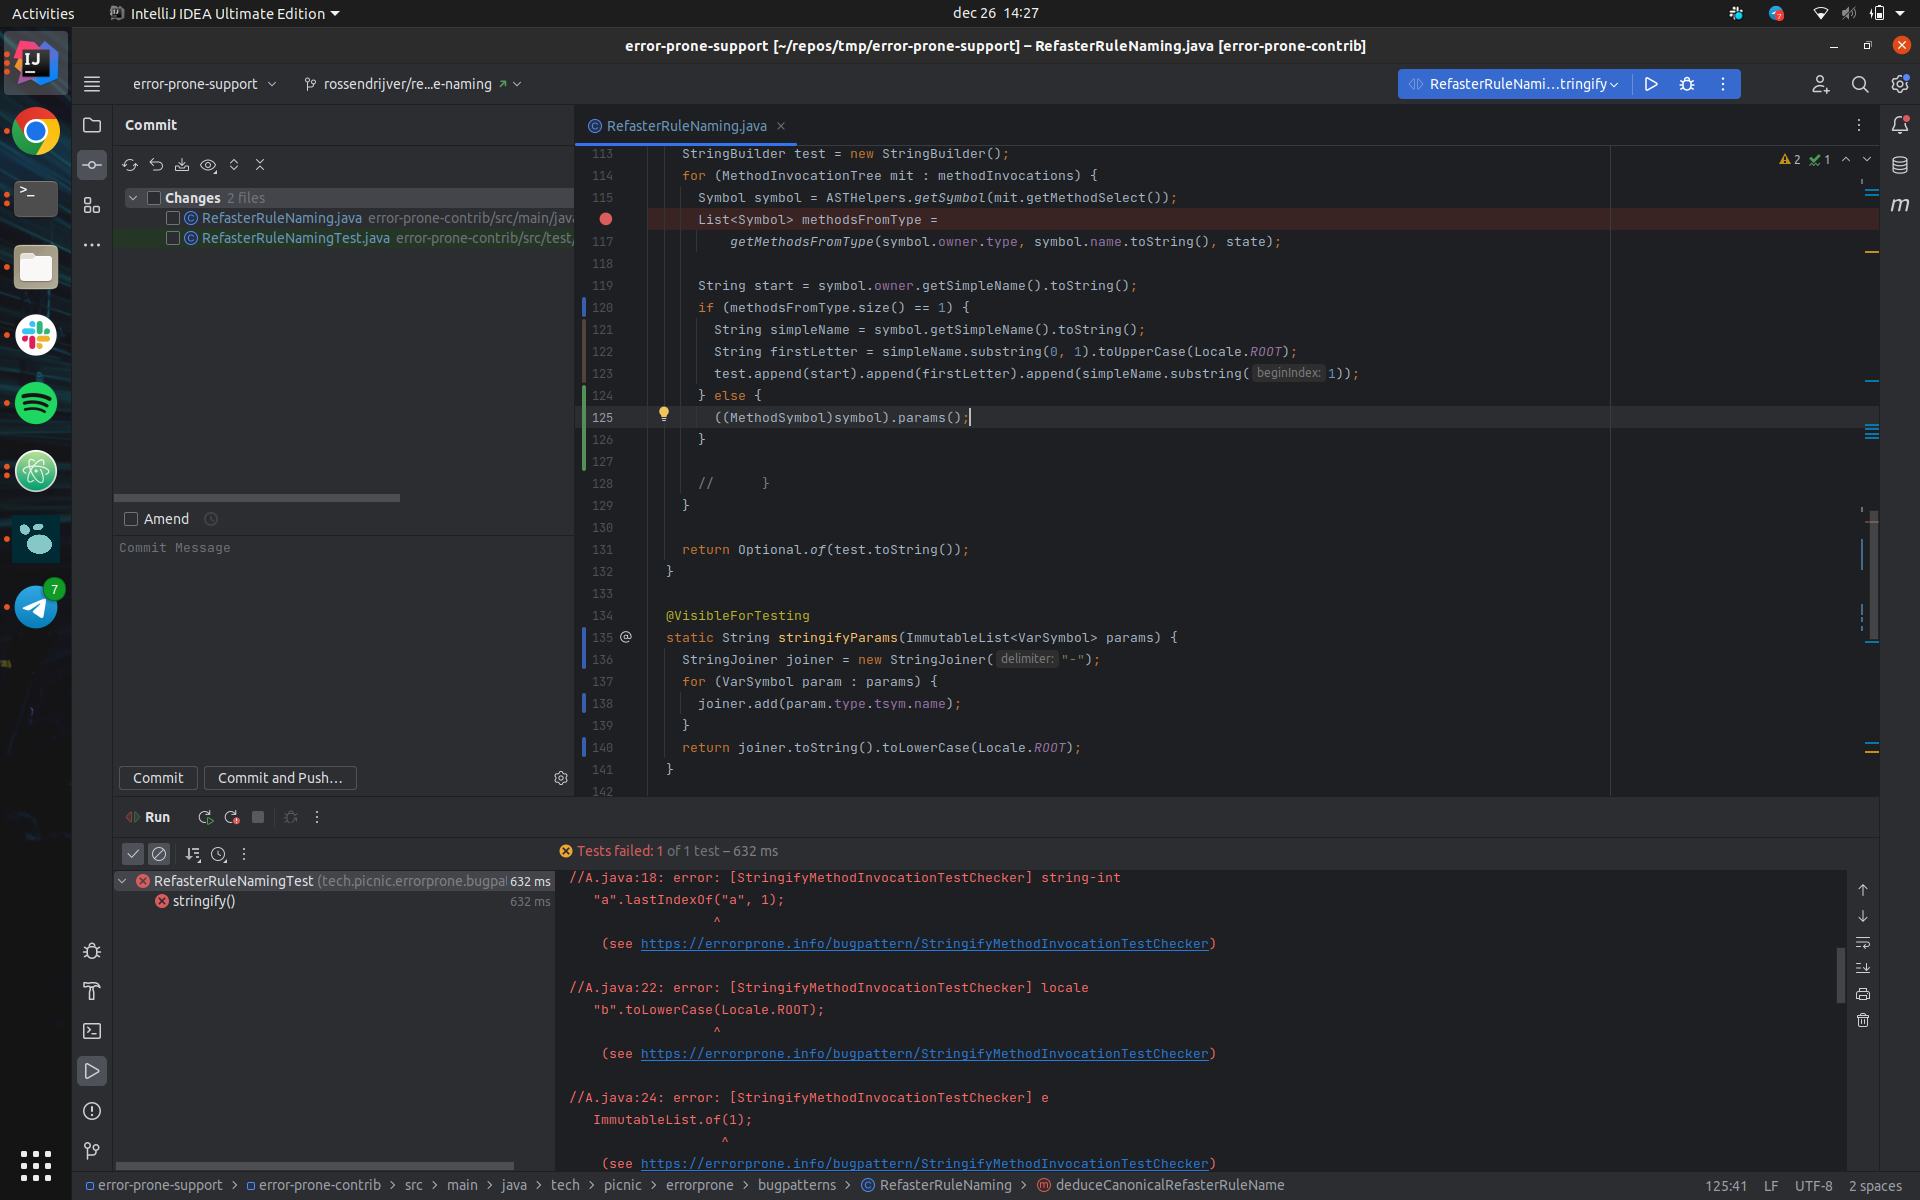 Activities
IntelliJ IDEA Ultimate Edition
dec 26 14:27
error-prone-support [~/repos/tmp/error-prone-support] – RefasterRuleNaming.java [error-prone-contrib]
error-prone-support
rossendrijver/re...e-naming
RefasterRuleNami...tringify
Commit
Changes 2 files
RefasterRuleNaming.java error-prone-contrib/src/main/java
RefasterRuleNamingTest.java error-prone-contrib/src/test/
Amend
Commit Message
Commit
Commit and Push...
RefasterRuleNaming.java
2
1
113 StringBuilder test = new StringBuilder();
114 for (MethodInvocationTree mit : methodInvocations) {
115 Symbol symbol = ASTHelpers.getSymbol(mit.getMethodSelect());
List<Symbol> methodsFromType =
117 getMethodsFromType(symbol.owner.type, symbol.name.toString(), state);
118
119 String start = symbol.owner.getSimpleName().toString();
120 if (methodsFromType.size() == 1) {
121 String simpleName = symbol.getSimpleName().toString();
122 String firstLetter = simpleName.substring(0, 1).toUpperCase(Locale.ROOT);
123 test.append(start).append(firstLetter).append(simpleName.substring( beginIndex: 1));
124 } else {
125 ((MethodSymbol)symbol).params();
126 }
127
128 // }
129 }
130
131 return Optional.of(test.toString());
132 }
133
134 @VisibleForTesting
135 @ static String stringifyParams(ImmutableList<VarSymbol> params) {
136 StringJoiner joiner = new StringJoiner( delimiter: "-");
137 for (VarSymbol param : params) {
138 joiner.add(param.type.tsym.name);
139 }
140 return joiner.toString().toLowerCase(Locale.ROOT);
141 }
142
7
Run
Tests failed: 1 of 1 test – 632 ms
RefasterRuleNamingTest (tech.picnic.errorprone.bugpa 632 ms
stringify() 632 ms
//A.java:18: error: [StringifyMethodInvocationTestChecker] string-int
"a".lastIndexOf("a", 1);
^
(see https://errorprone.info/bugpattern/StringifyMethodInvocationTestChecker)
//A.java:22: error: [StringifyMethodInvocationTestChecker] locale
"b".toLowerCase(Locale.ROOT);
^
(see https://errorprone.info/bugpattern/StringifyMethodInvocationTestChecker)
//A.java:24: error: [StringifyMethodInvocationTestChecker] e
ImmutableList.of(1);
^
(see https://errorprone.info/bugpattern/StringifyMethodInvocationTestChecker)
error-prone-support > error-prone-contrib > src > main > java > tech > picnic > errorprone > bugpatterns > RefasterRuleNaming > deduceCanonicalRefasterRuleName
125:41 LF UTF-8 2 spaces